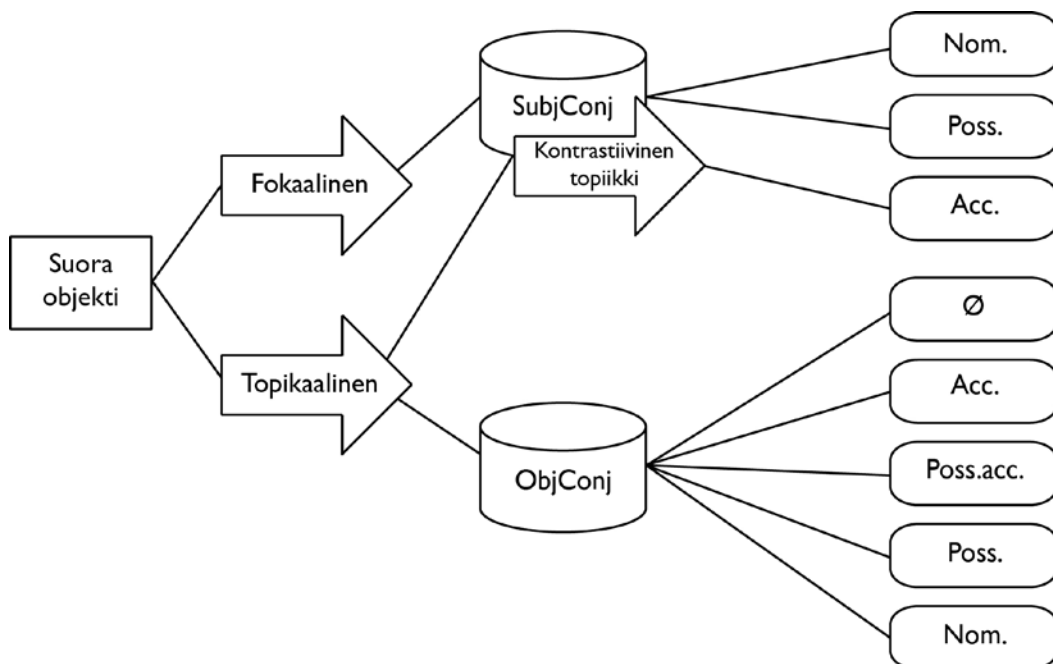 Suora
objekti
Fokaalinen
Topikaalinen
SubjConj
Kontrastiivinen
topiikki
ObjConj
Nom.
Poss.
Acc.
Ø
Acc.
Poss.acc.
Poss.
Nom.